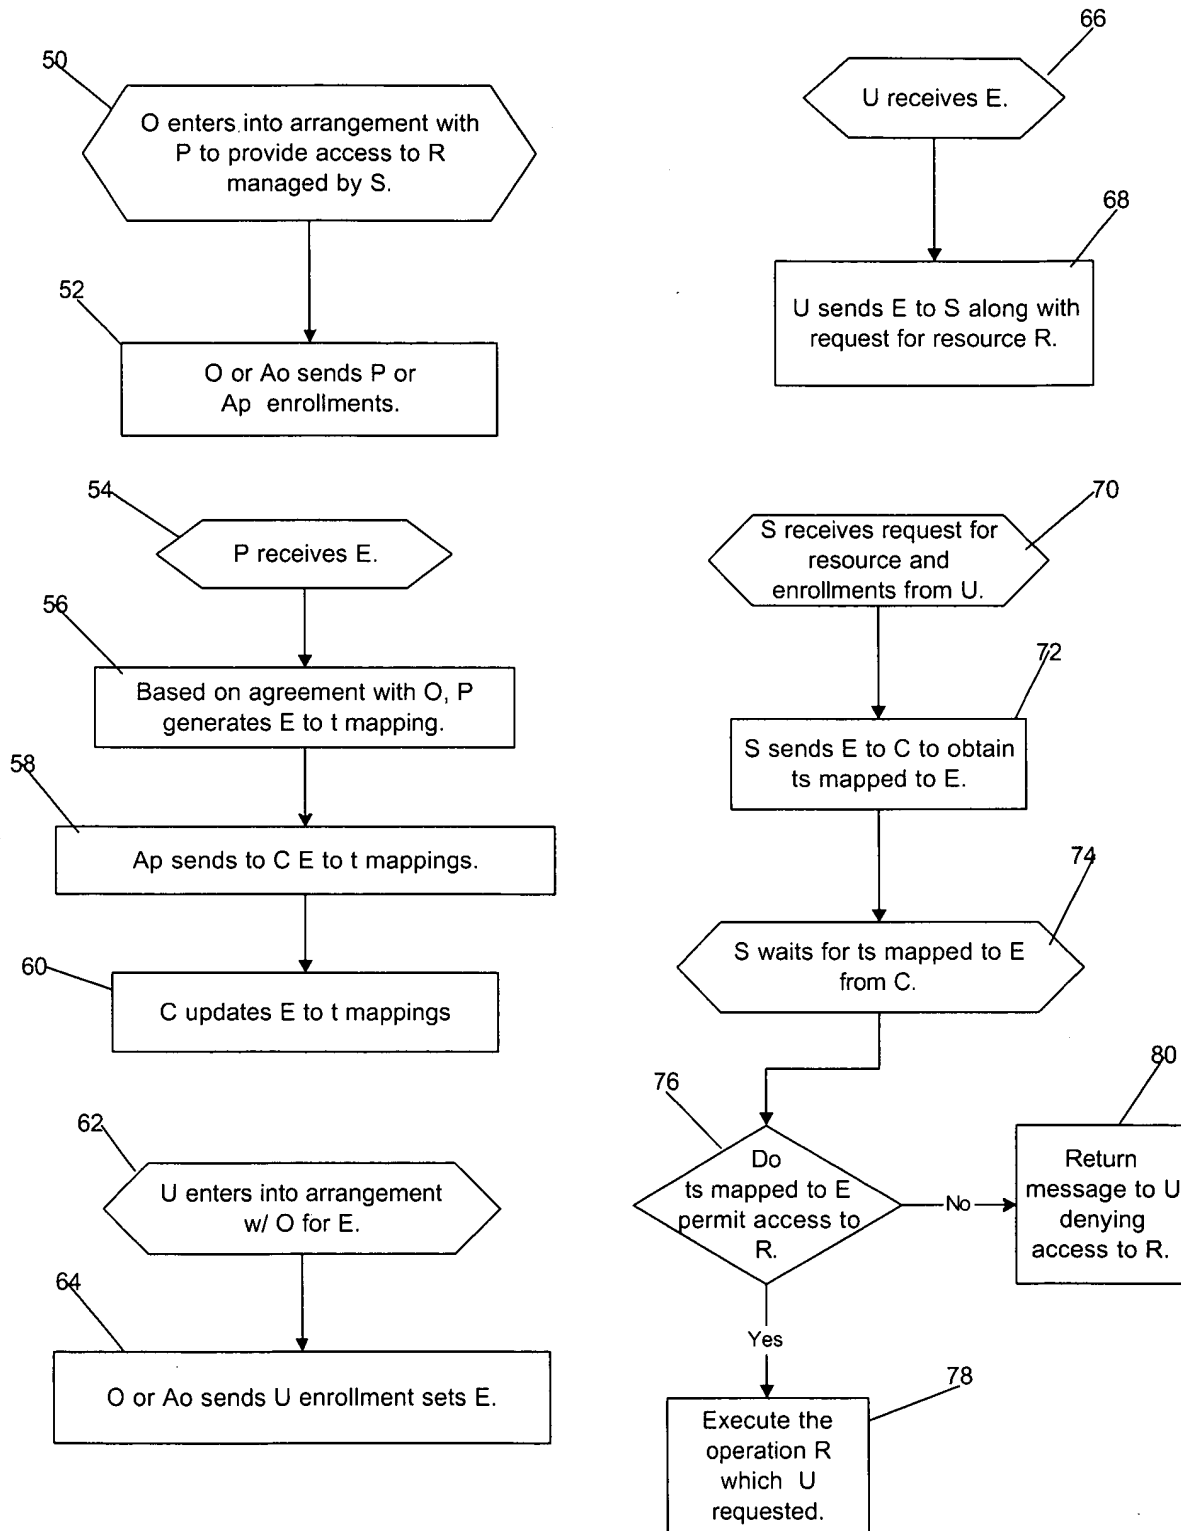 50
O enters into arrangement with
P to provide access to R
managed by S.
52
O or Ao sends P or
Ap enrollments.
54
P receives E.
56
Based on agreement with O, P
generates E to t mapping.
58
Ap sends to C E to t mappings.
60
C updates E to t mappings
62
U enters into arrangement
w/ O for E.
64
O or Ao sends U enrollment sets E.
66
U receives E.
68
U sends E to S along with
request for resource R.
70
S receives request for
resource and
enrollments from U.
72
S sends E to C to obtain
ts mapped to E.
74
S waits for ts mapped to E
from C.
76
Do
ts mapped to E
permit access to
R.
No
80
Return
message to U
denying
access to R.
Yes
78
Execute the
operation R
which U
requested.